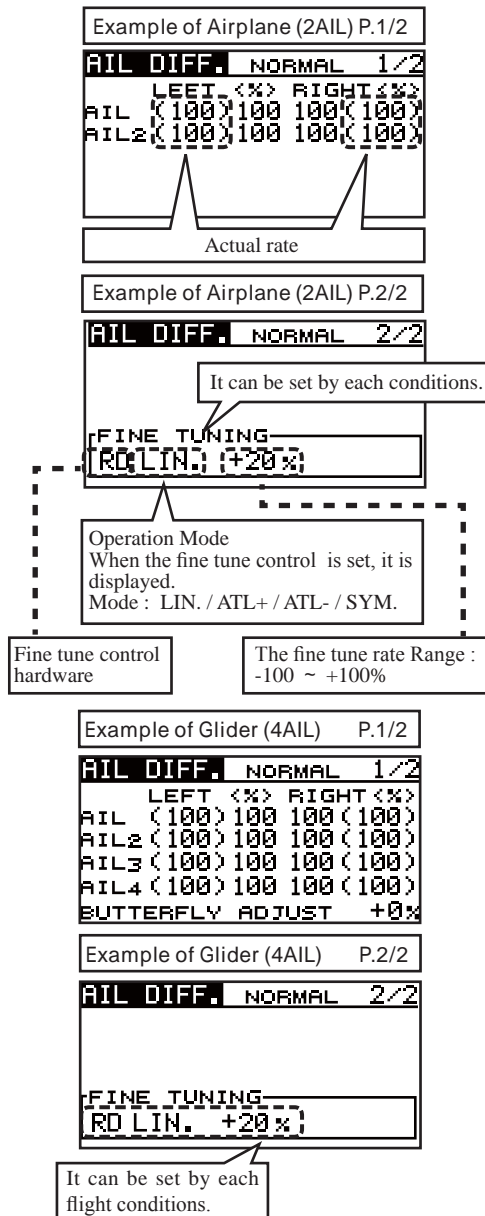 Example of Airplane (2AIL) P.1/2
AIL DIFF. NORMAL 1/2
LEET <%> RIGHT<%>
AIL (100)100 100(100)
AIL2(100)100 100(100)
Actual rate
Example of Airplane (2AIL) P.2/2
AIL DIFF. NORMAL 2/2
It can be set by each conditions.
FINE TUNING
RD LIN. +20%
Operation Mode
When the fine tune control is set, it is
displayed.
Mode : LIN. / ATL+ / ATL- / SYM.
Fine tune control
hardware
The fine tune rate Range :
-100 ~ +100%
Example of Glider (4AIL) P.1/2
AIL DIFF. NORMAL 1/2
LEFT <%> RIGHT<%>
AIL (100)100 100(100)
AIL2(100)100 100(100)
AIL3(100)100 100(100)
AIL4(100)100 100(100)
BUTTERFLY ADJUST +0%
Example of Glider (4AIL) P.2/2
AIL DIFF. NORMAL 2/2
FINE TUNING
RD LIN. +20%
It can be set by each
flight conditions.